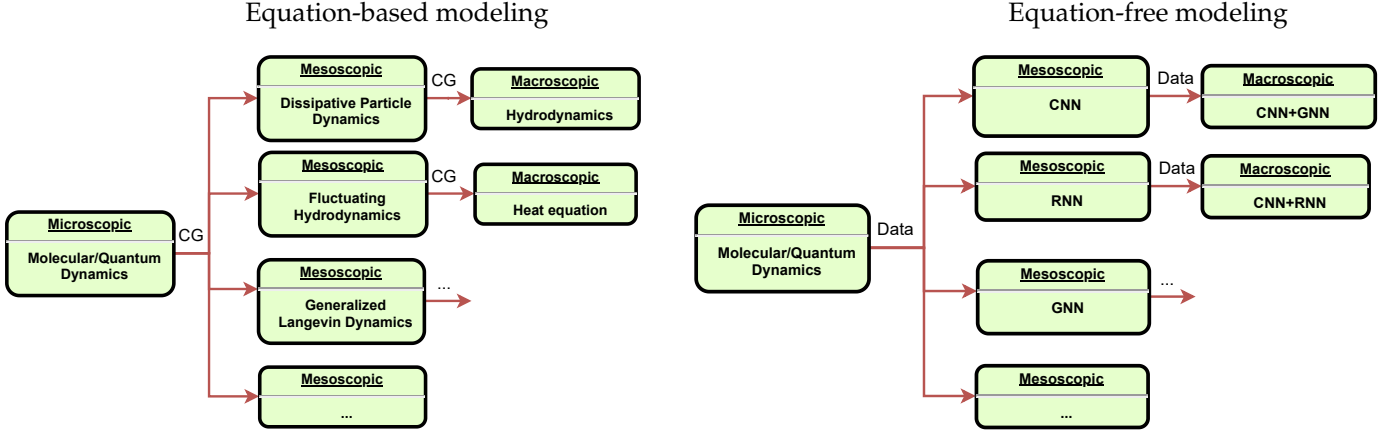 Equation-based modeling
Microscopic
Molecular/Quantum
Dynamics
CG
Mesoscopic
Dissipative Particle
Dynamics
CG
Macroscopic
Hydrodynamics
Mesoscopic
Fluctuating
Hydrodynamics
CG
Macroscopic
Heat equation
Mesoscopic
Generalized
Langevin Dynamics
...
Mesoscopic
...
Equation-free modeling
Microscopic
Molecular/Quantum
Dynamics
Data
Mesoscopic
CNN
Data
Macroscopic
CNN+GNN
Mesoscopic
RNN
Data
Macroscopic
CNN+RNN
Mesoscopic
GNN
...
Mesoscopic
...